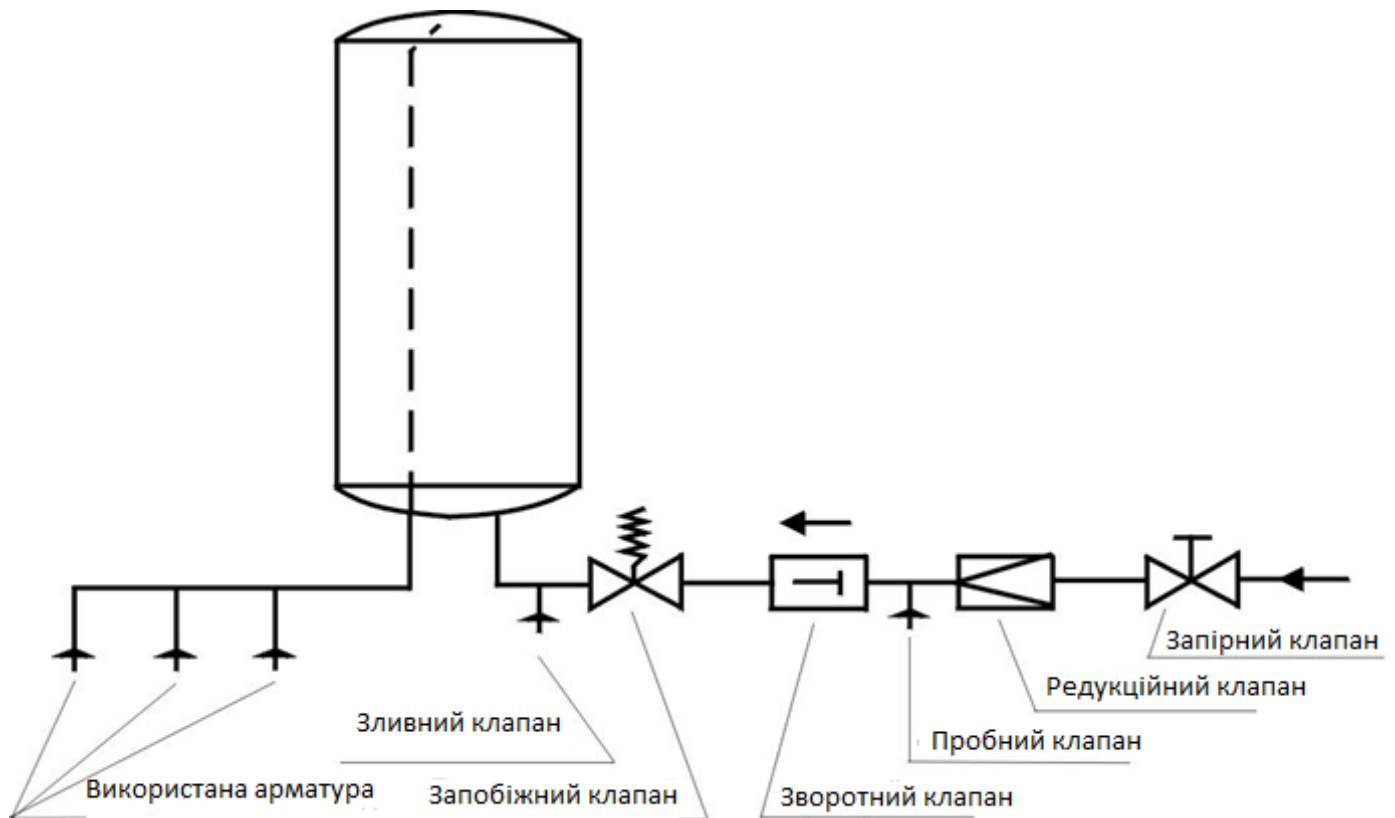 Запірний клапан
Редукційний клапан
Зливний клапан
Пробний клапан
Використана арматура
Запобіжний клапан
Зворотний клапан